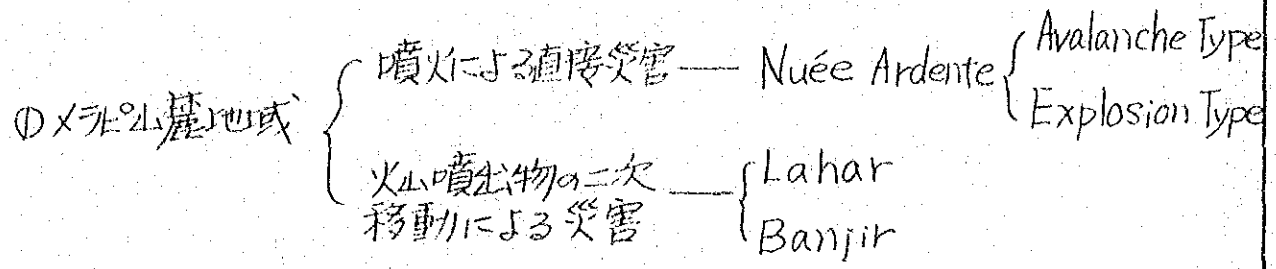 ① メラピ山麓地域
噴火による直接災害 — Nuée Ardente
Avalanche Type
Explosion Type
火山噴出物の二次
移動による災害
Lahar
Banjir